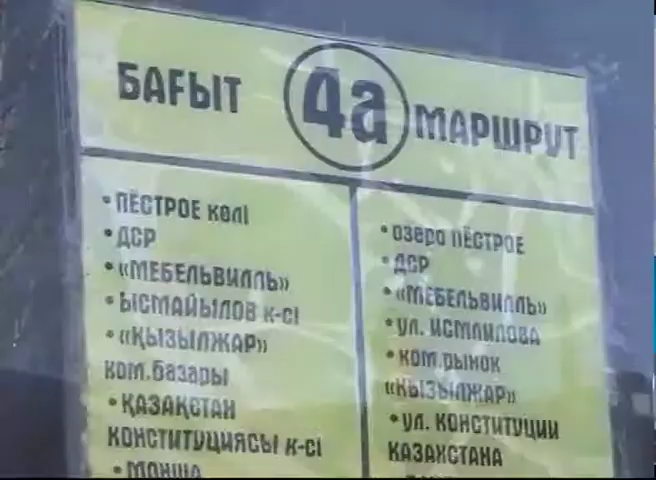 БАҒЫТ 4а МАРШРУТ
• ПЁСТРОЕ көлі
• ДСР
• «МЕБЕЛЬВИЛЛЬ»
• ЫСМАЙЫЛОВ к-сі
• «ҚЫЗЫЛЖАР»
ком.базары
• ҚАЗАҚСТАН
КОНСТИТУЦИЯСЫ к-сі
• МОНША
• озеро ПЁСТРОЕ
• ДСР
• «МЕБЕЛЬВИЛЛЬ»
• ул. ИСМАИЛОВА
• ком.рынок
«КЫЗЫЛЖАР»
• ул. КОНСТИТУЦИИ
КАЗАХСТАНА